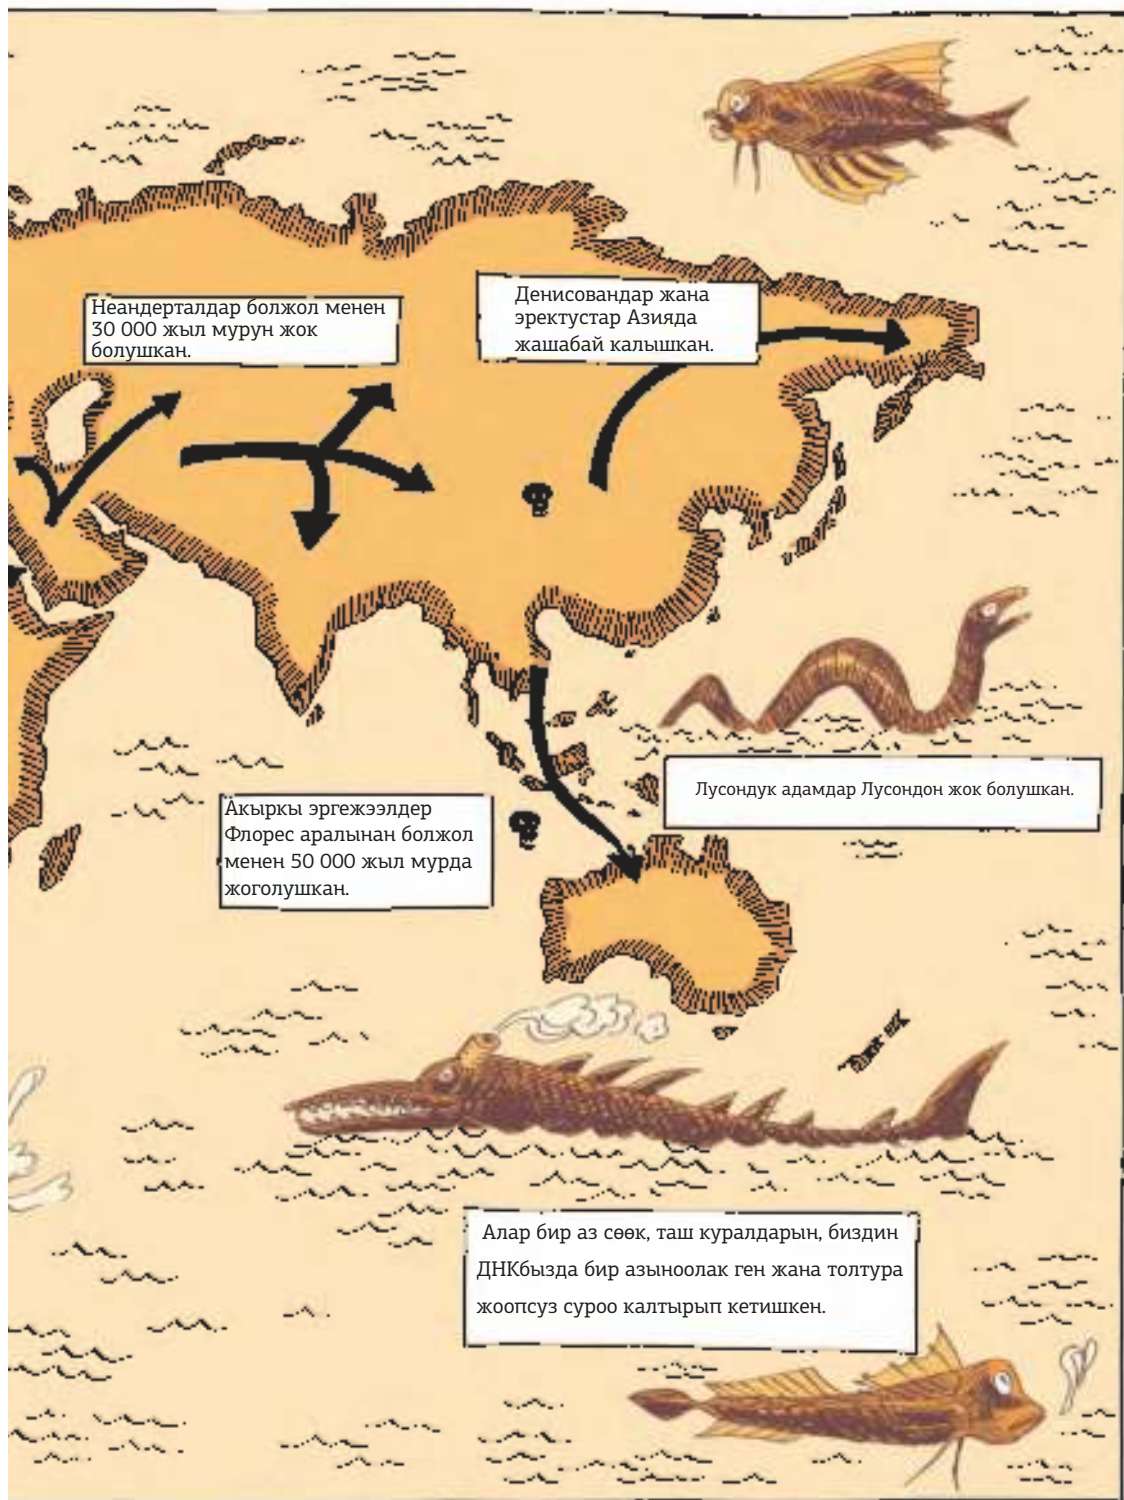 Неандерталдар болжол менен
30 000 жыл мурун жок
болушкан.
Денисовандар жана
эректустар Азияда
жашабай калышкан.
Лусондук адамдар Лусондон жок болушкан.
Акыркы эргежээлдер
Флорес аралынан болжол
менен 50 000 жыл мурда
жоголушкан.
Алар бир аз сөөк, таш куралдарын, биздин
ДНКбызда бир азыноолак ген жана толтура
жоопсуз суроо калтырып кетишкен.